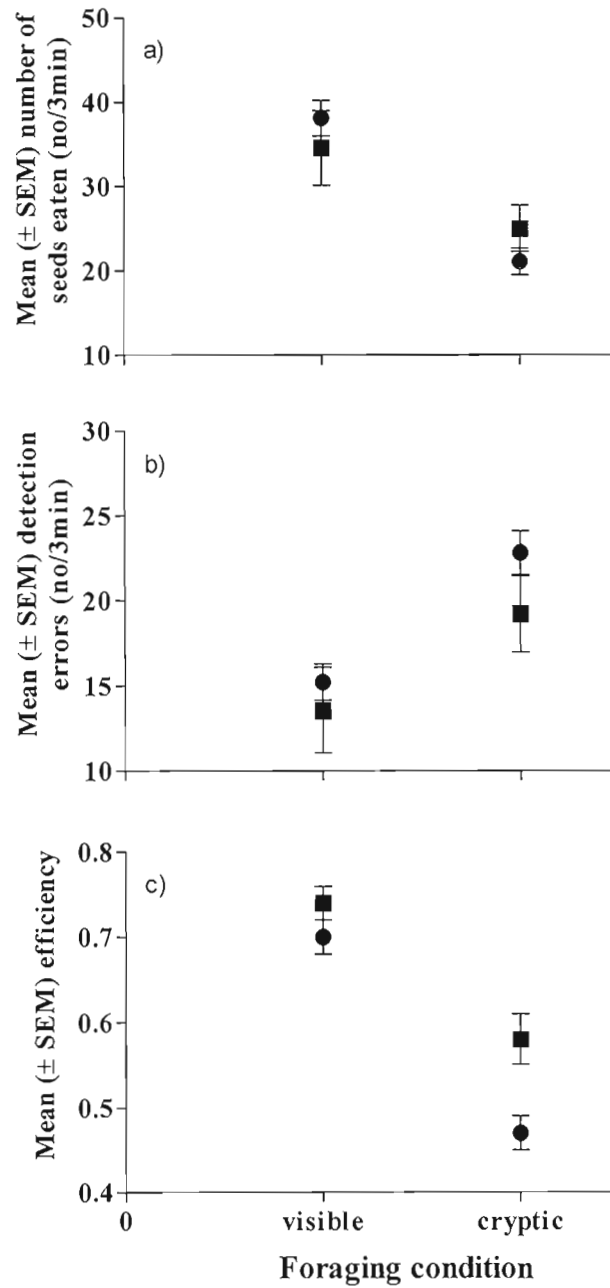 Mean (± SEM) number of
seeds eaten (no/3min)
50
40
30
20
10
a)
Mean (± SEM) detection
errors (no/3min)
30
25
20
15
10
b)
Mean (± SEM) efficiency
0.8
0.7
0.6
0.5
0.4
c)
0 visible cryptic
Foraging condition